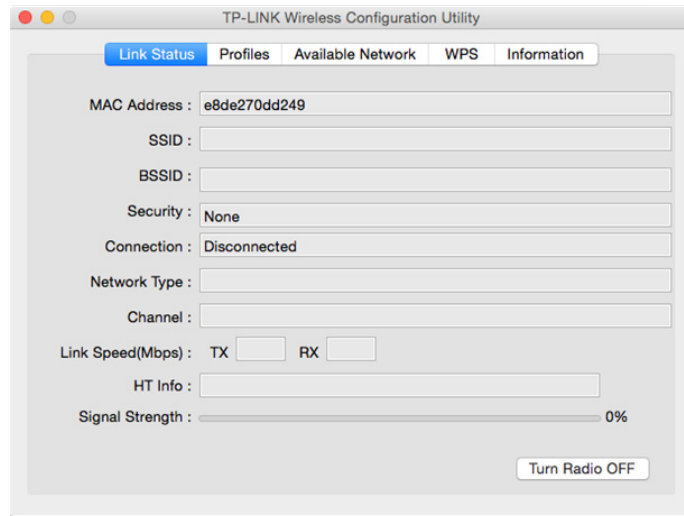 TP-LINK Wireless Configuration Utility
Link Status Profiles Available Network WPS Information
MAC Address : e8de270dd249
SSID :
BSSID :
Security : None
Connection : Disconnected
Network Type :
Channel :
Link Speed(Mbps) : TX RX
HT Info :
Signal Strength : 0%
Turn Radio OFF